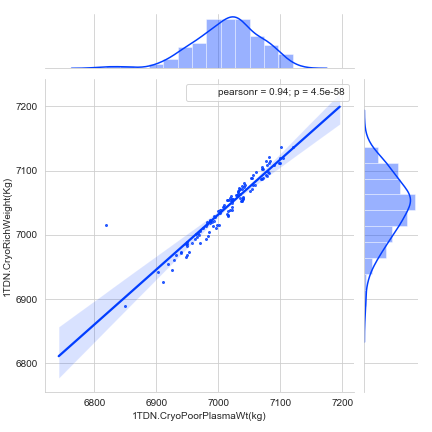 pearsonr = 0.94; p = 4.5e-58
7200
7100
7000
6900
6800
1TDN.CryoRichWeight(Kg)
6800 6900 7000 7100 7200
1TDN.CryoPoorPlasmaWt(kg)